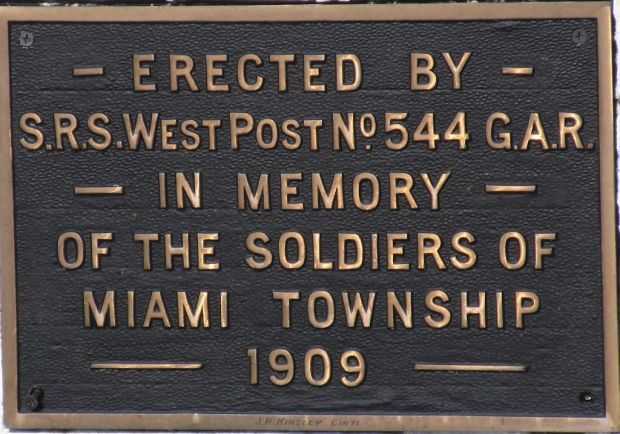 — ERECTED BY —
S.R.S. WEST POST NO 544 G.A.R.
— IN MEMORY —
OF THE SOLDIERS OF
MIAMI TOWNSHIP
— 1909 —